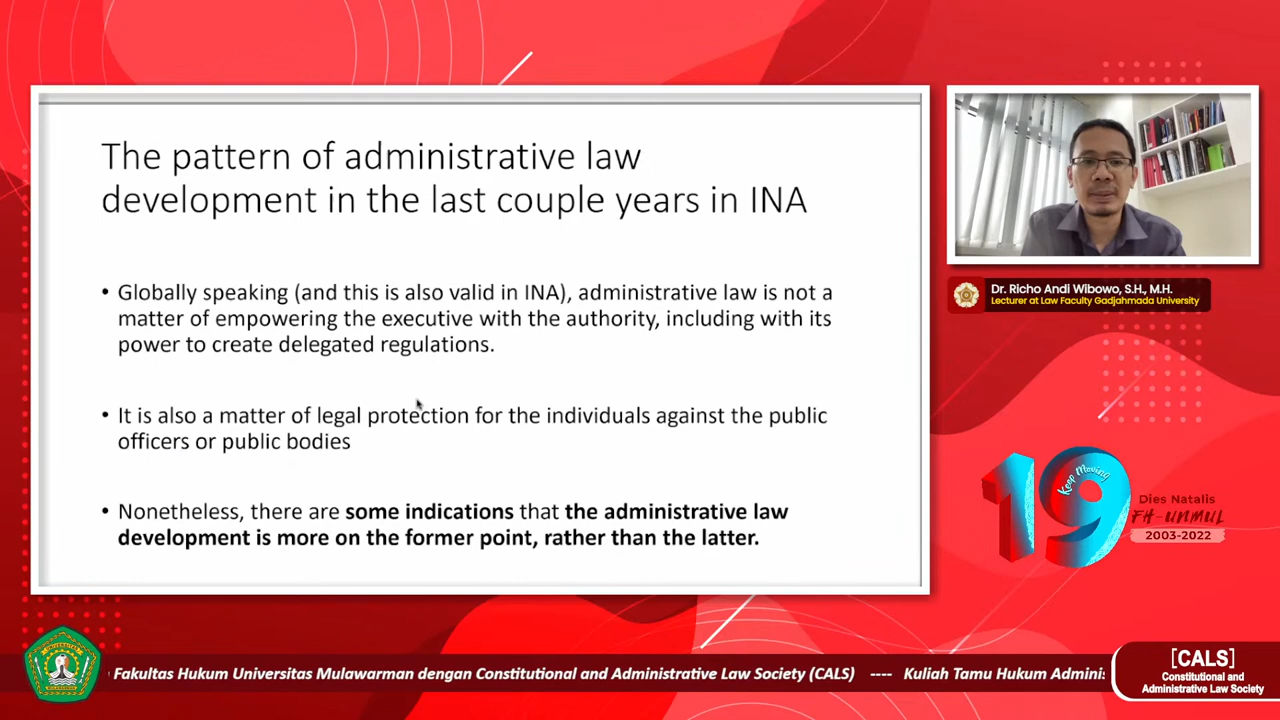 The pattern of administrative law
development in the last couple years in INA
• Globally speaking (and this is also valid in INA), administrative law is not a
matter of empowering the executive with the authority, including with its
power to create delegated regulations.
• It is also a matter of legal protection for the individuals against the public
officers or public bodies
• Nonetheless, there are some indications that the administrative law
development is more on the former point, rather than the latter.
Dr. Richo Andi Wibowo, S.H., M.H.
Lecturer at Law Faculty Gadjahmada University
19
Keep Moving
Dies Natalis
FH-UNMUL
2003-2022
Fakultas Hukum Universitas Mulawarman dengan Constitutional and Administrative Law Society (CALS) ---- Kuliah Tamu Hukum Adminis
[CALS]
Constitutional and
Administrative Law Society